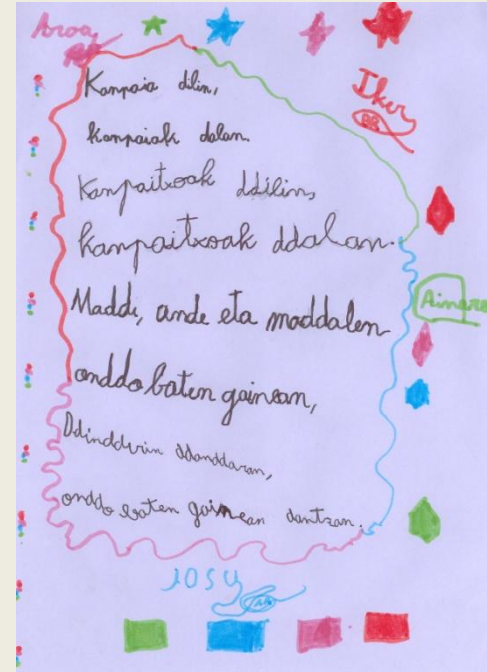 Aroa
Iker
Kanpaia dilin,
kanpaiak dalan.
Kanpaitxoak ddilin,
kanpaitxoak ddalan.
Maddi, ande eta maddalen
onddo baten gainean,
Ddinddirin ddanddaran,
onddo baten gainean dantzan.
Ainara
Josu